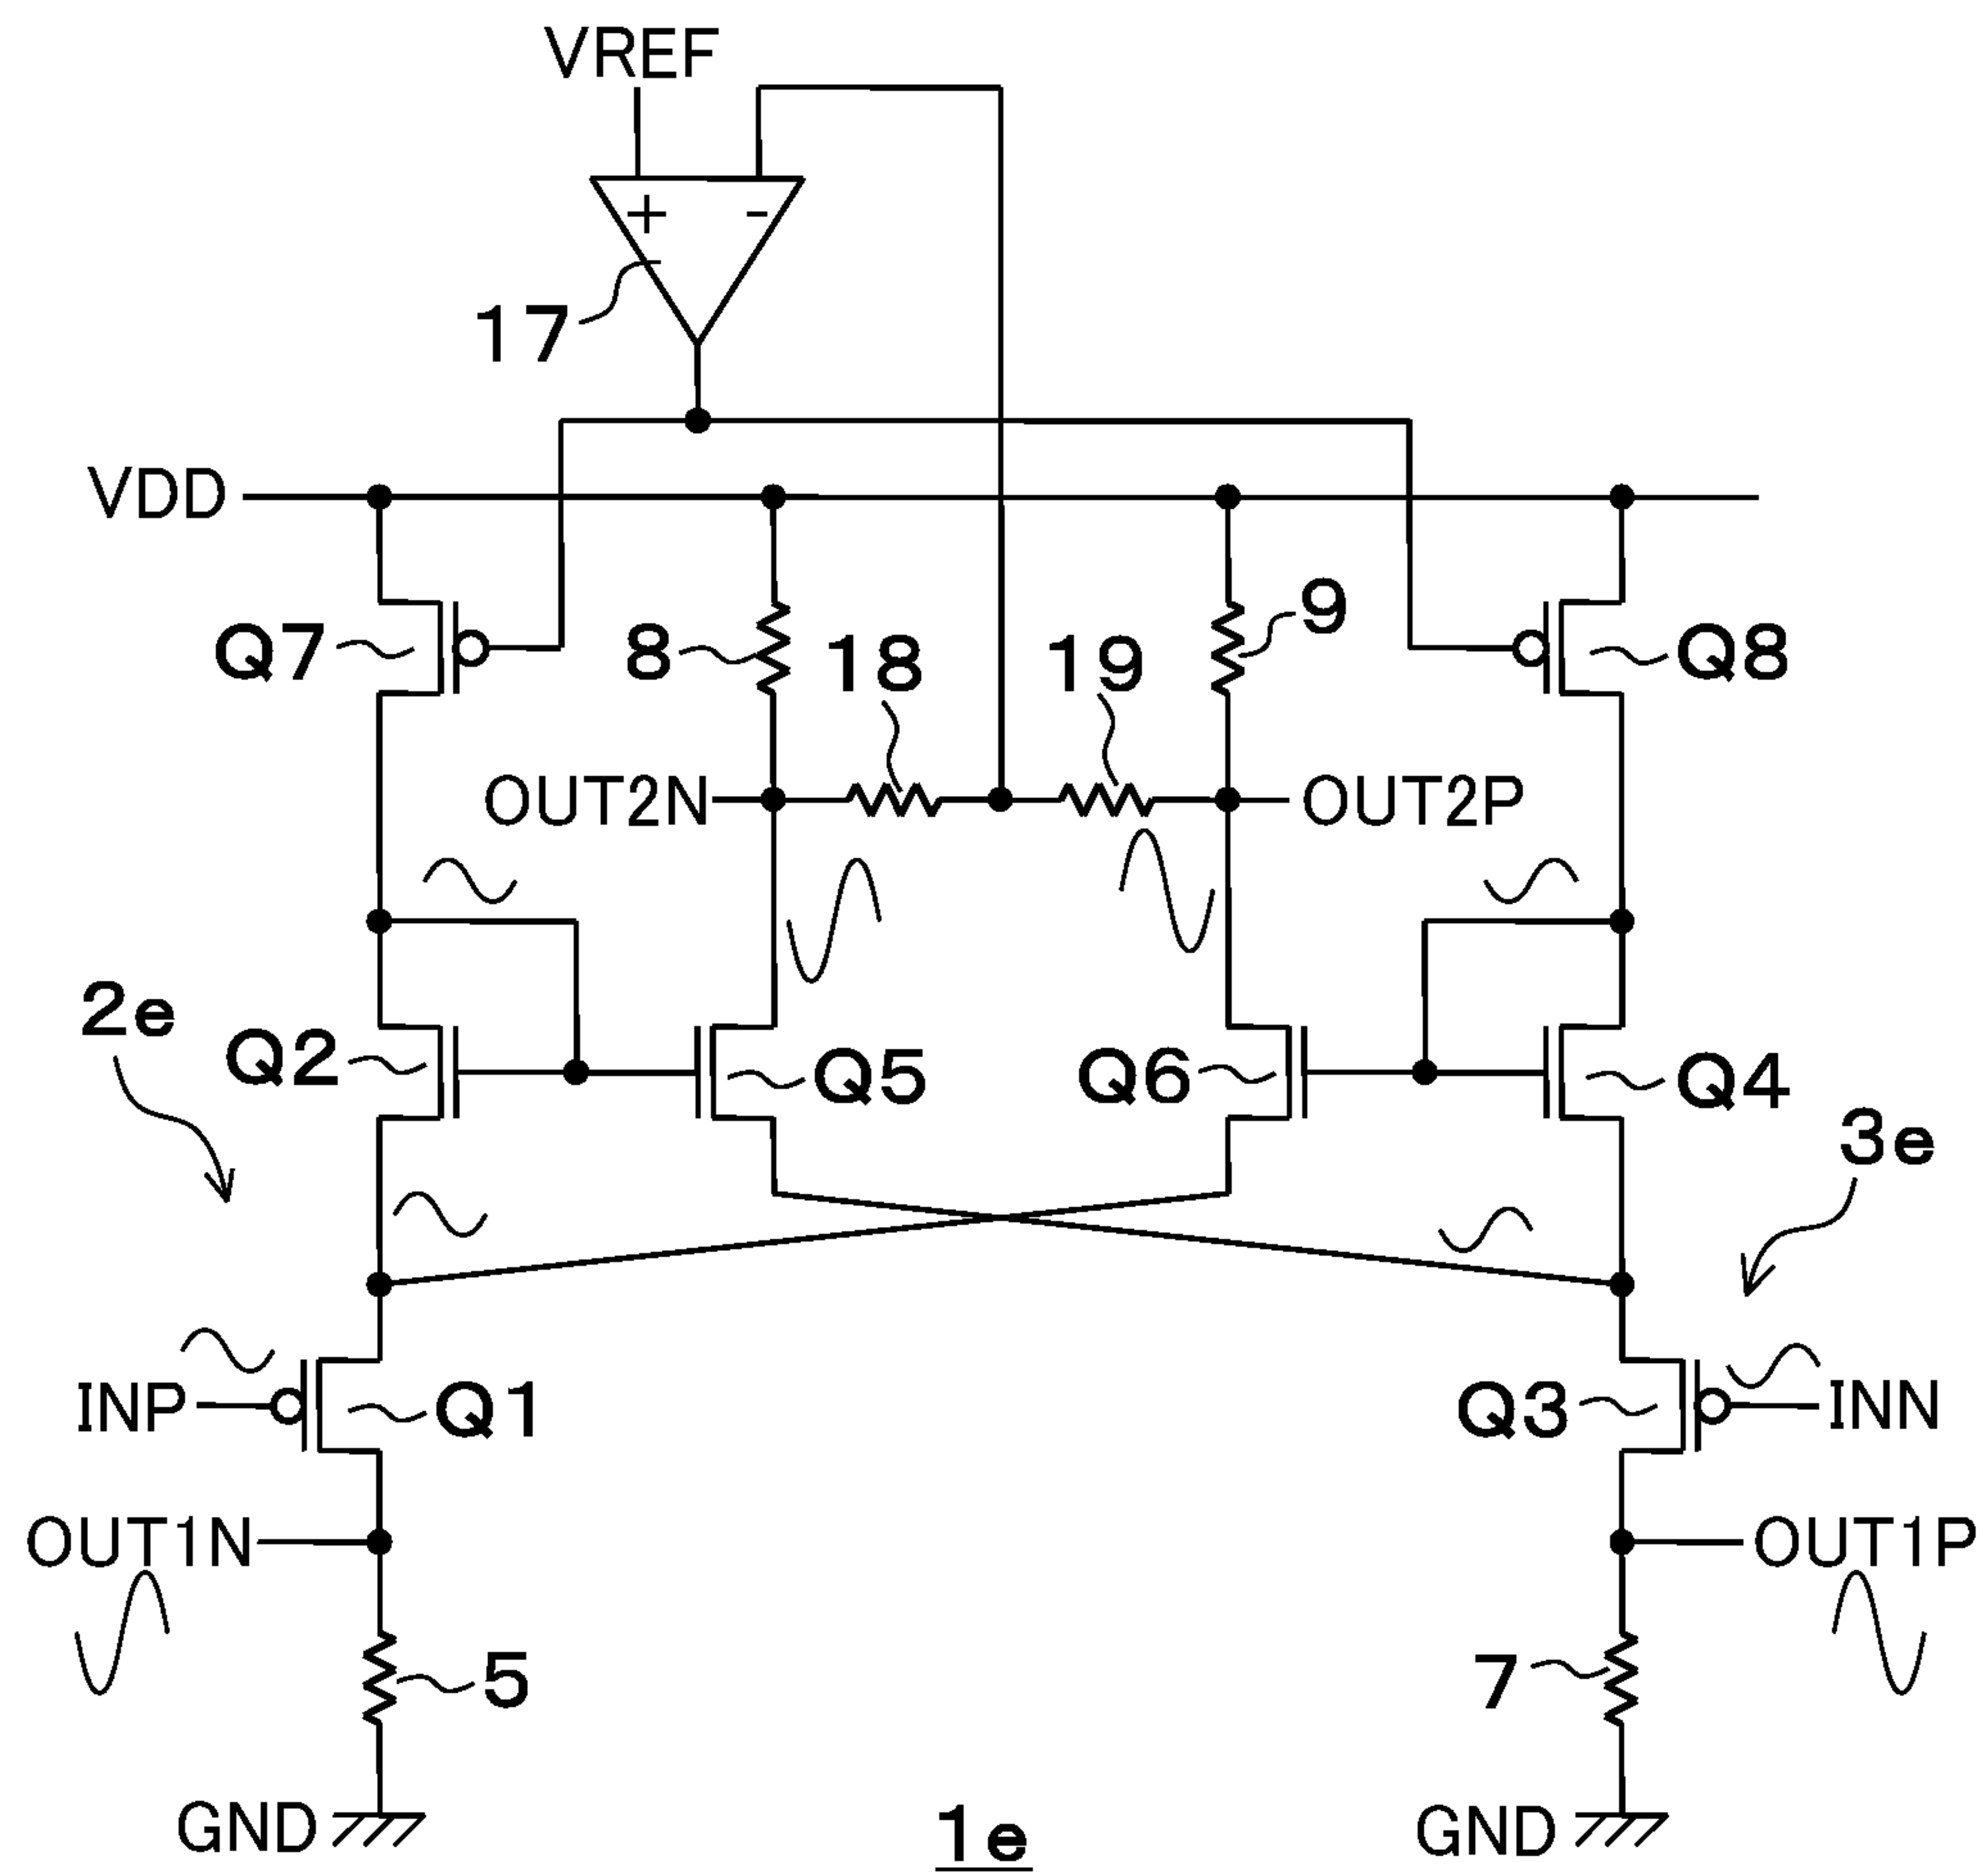 VREF
+ -
17
VDD
Q7
8
18
19
9
Q8
OUT2N
OUT2P
2e
Q2
Q5
Q6
Q4
3e
INP
Q1
Q3
INN
OUT1N
OUT1P
5
7
GND
GND
1e